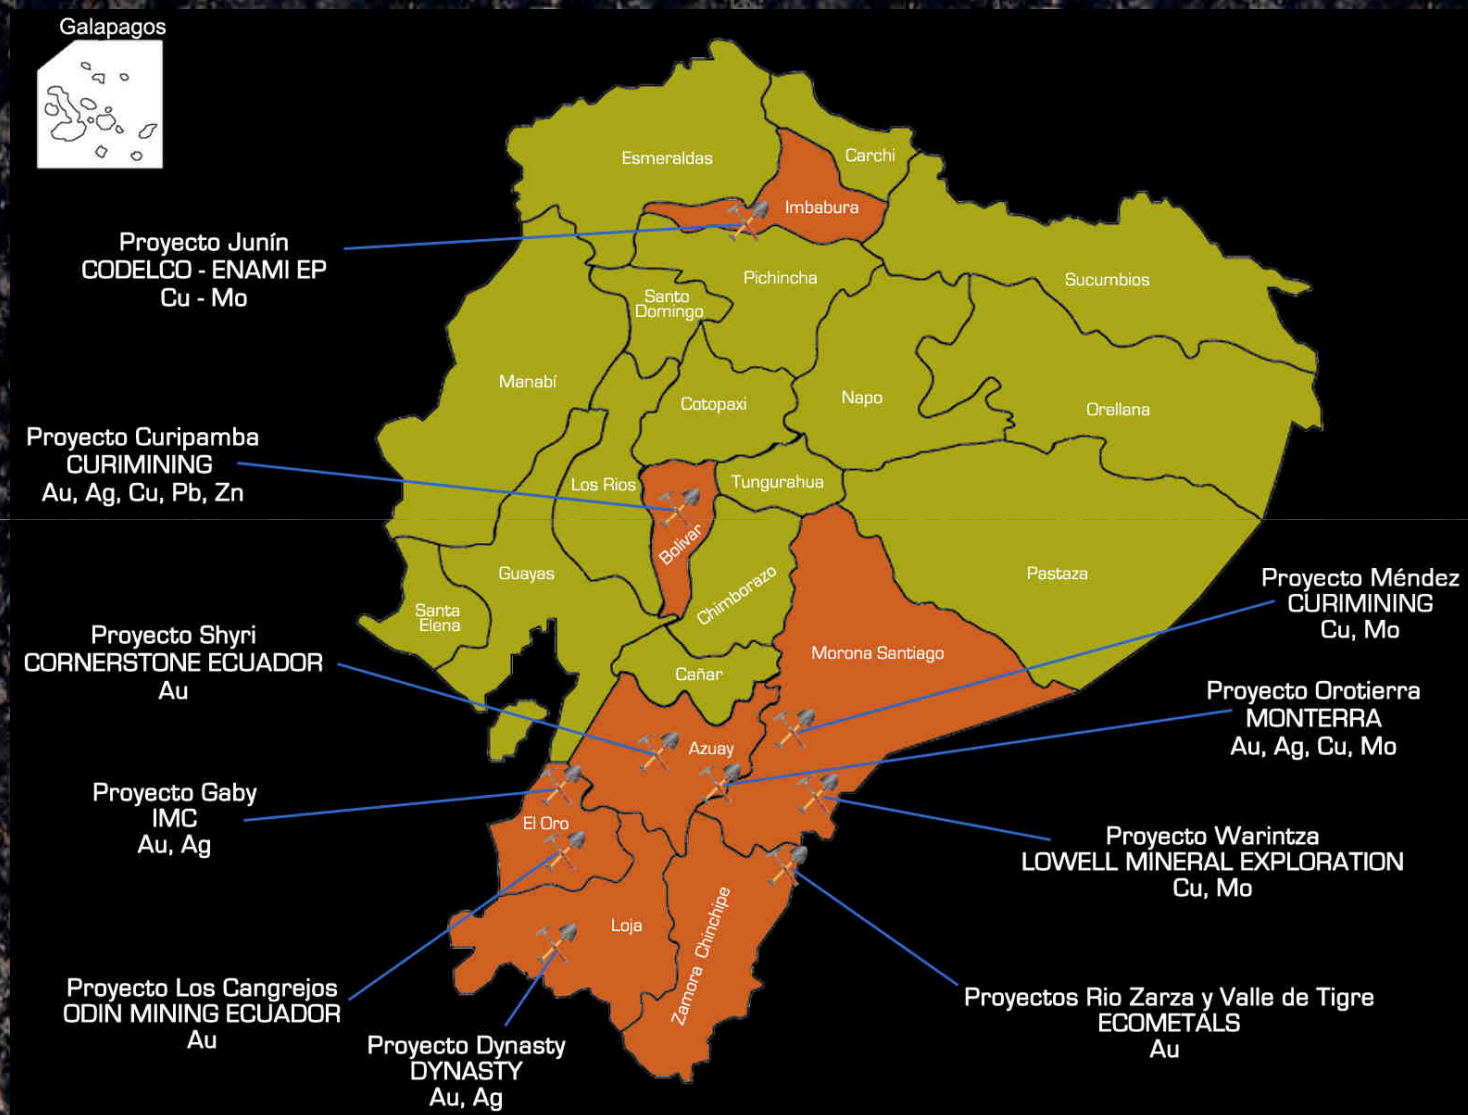 Galapagos
Esmeraldas
Carchi
Imbabura
Proyecto Junín
CODELCO - ENAMI EP
Cu - Mo
Pichincha
Sucumbios
Santo
Domingo
Manabí
Cotopaxi
Napo
Orellana
Proyecto Curipamba
CURIMINING
Au, Ag, Cu, Pb, Zn
Los Rios
Tungurahua
Bolivar
Guayas
Chimborazo
Pastaza
Santa
Elena
Proyecto Méndez
CURIMINING
Cu, Mo
Proyecto Shyri
CORNERSTONE ECUADOR
Au
Cañar
Morona Santiago
Proyecto Orotierra
MONTERRA
Au, Ag, Cu, Mo
Azuay
Proyecto Gaby
IMC
Au, Ag
El Oro
Proyecto Warintza
LOWELL MINERAL EXPLORATION
Cu, Mo
Loja
Zamora Chinchipe
Proyecto Los Cangrejos
ODIN MINING ECUADOR
Au
Proyectos Rio Zarza y Valle de Tigre
ECOMETALS
Au
Proyecto Dynasty
DYNASTY
Au, Ag